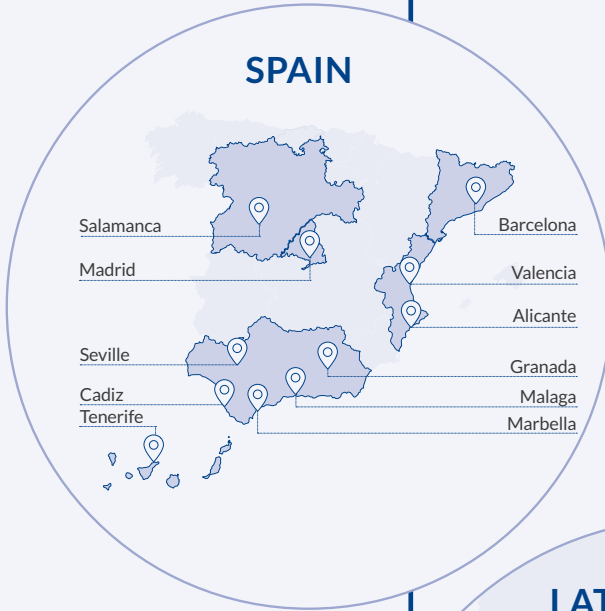 SPAIN
Salamanca
Madrid
Barcelona
Valencia
Alicante
Seville
Cadiz
Tenerife
Granada
Malaga
Marbella
LAT